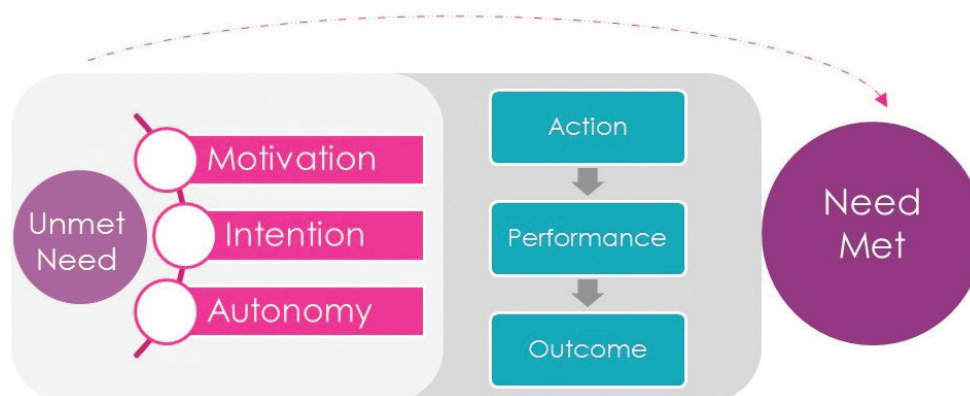 Unmet
Need
Motivation
Intention
Autonomy
Action
Performance
Outcome
Need
Met